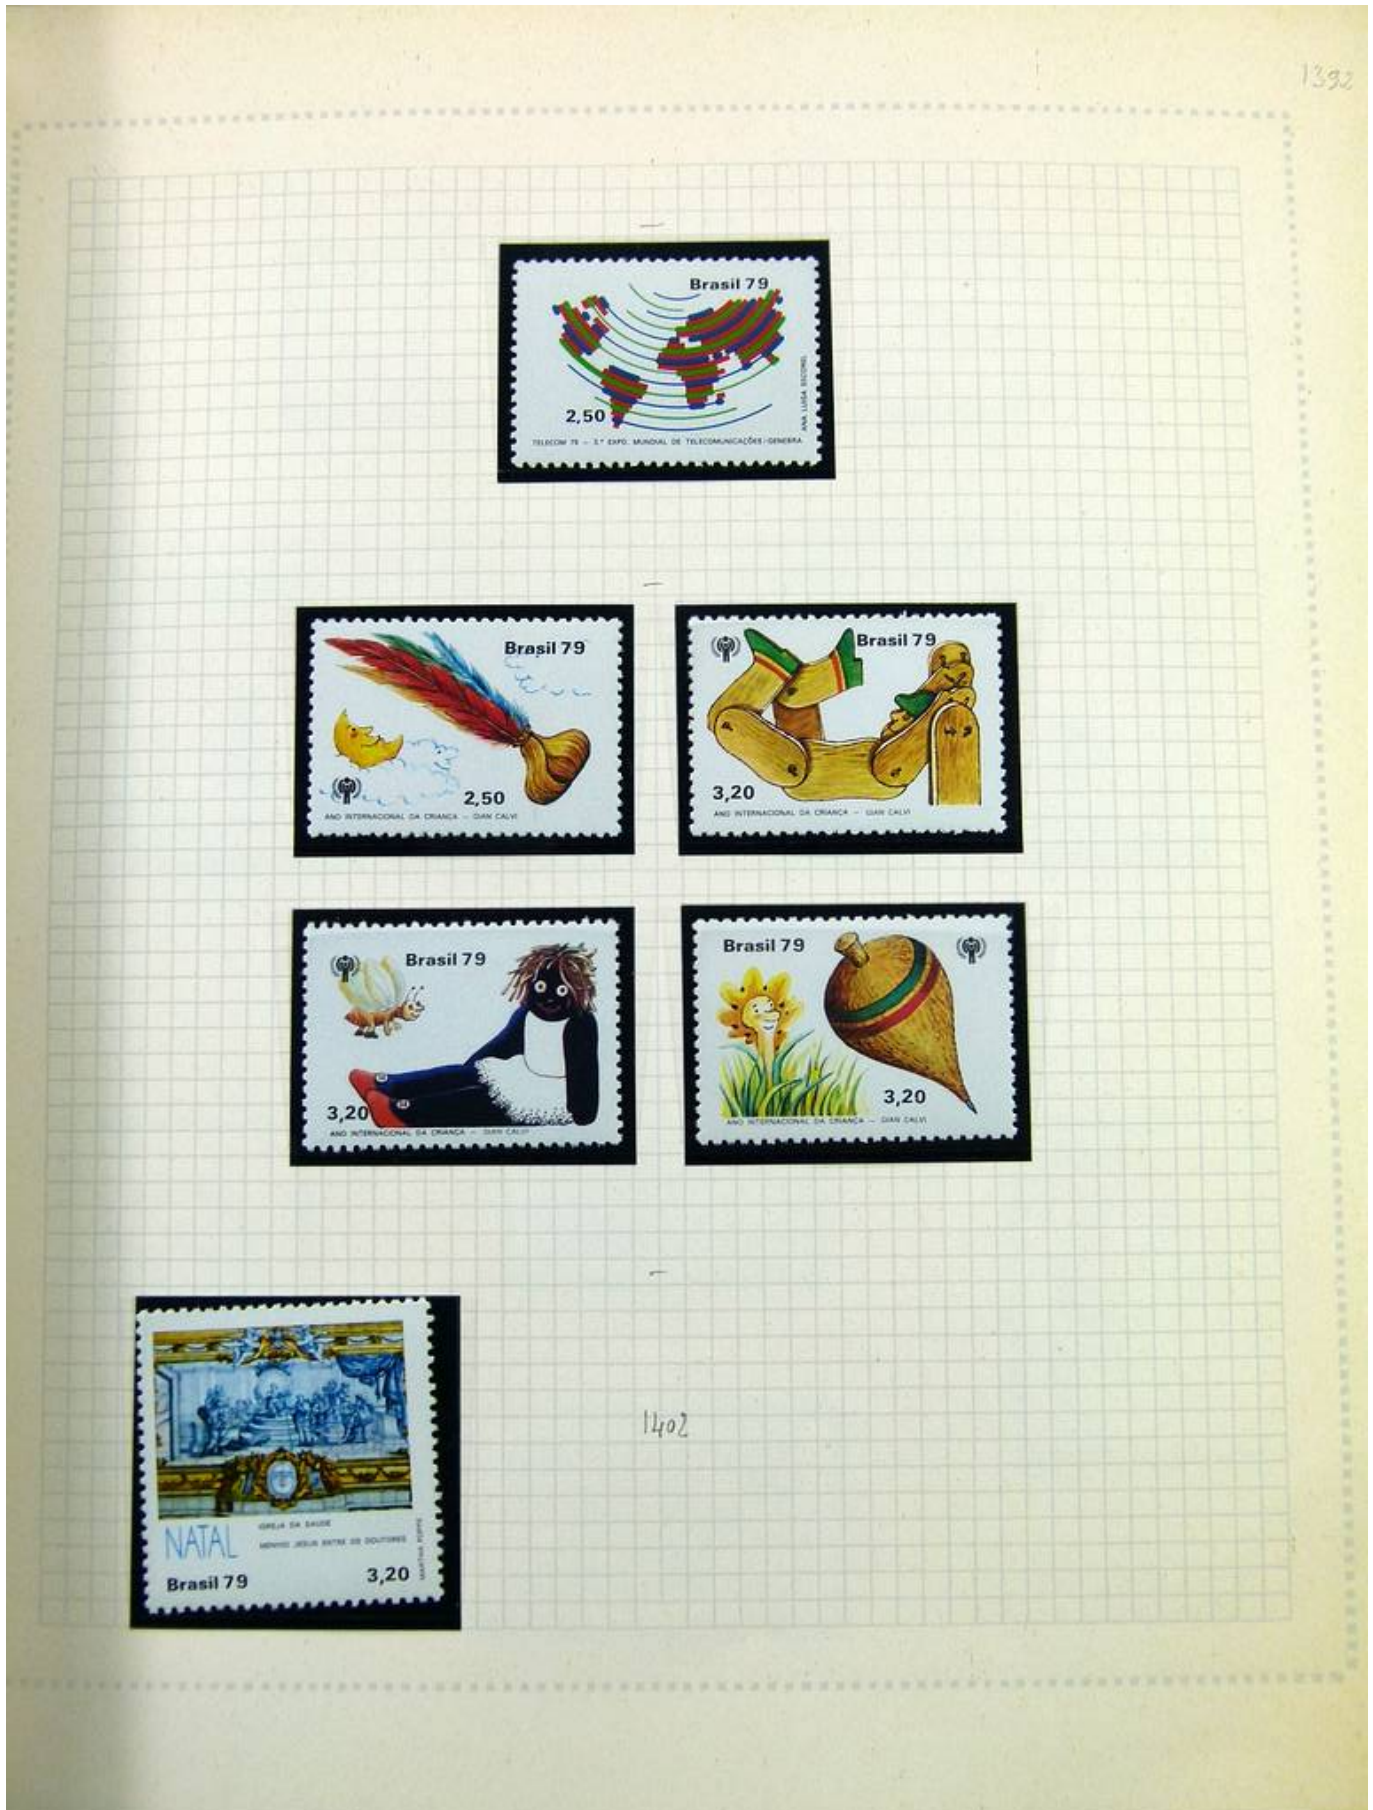 1392
Brasil 79
2,50
ANA LUISA ESCOREL
TELECOM 79 – 3.ª EXPO. MUNDIAL DE TELECOMUNICAÇÕES-GENEBRA
Brasil 79
2,50
ANO INTERNACIONAL DA CRIANÇA – GIAN CALVI
Brasil 79
3,20
ANO INTERNACIONAL DA CRIANÇA – GIAN CALVI
Brasil 79
3,20
ANO INTERNACIONAL DA CRIANÇA – GIAN CALVI
Brasil 79
3,20
ANO INTERNACIONAL DA CRIANÇA – GIAN CALVI
1402
NATAL
IGREJA DA SAUDE
MENINO JESUS ENTRE OS DOUTORES
Brasil 79
3,20
MARTHA POPPE